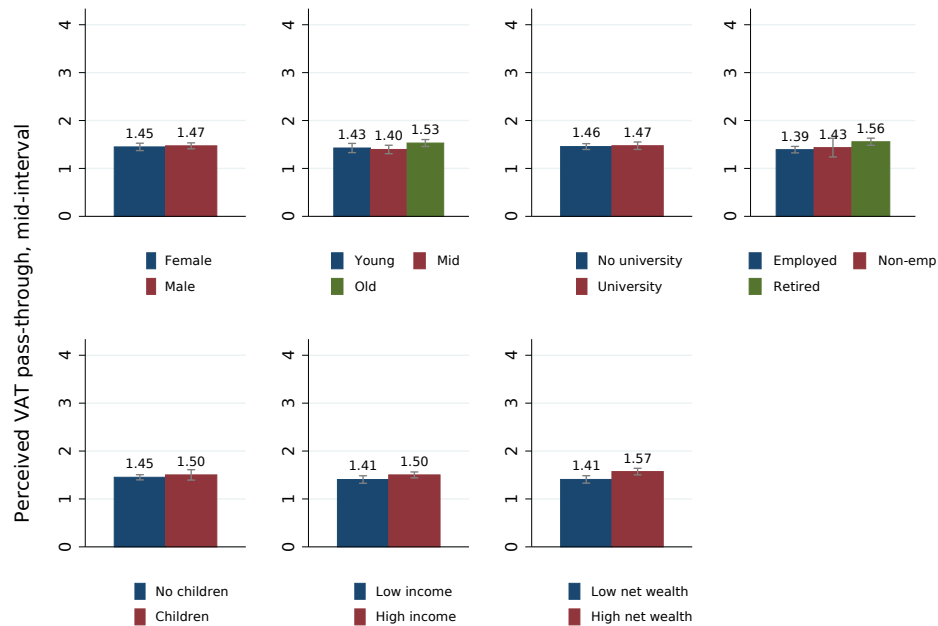 Perceived VAT pass-through, mid-interval
4
3
2
1
0
1.45 1.47
Female
Male
4
3
2
1
0
1.43 1.40 1.53
Young Mid
Old
4
3
2
1
0
1.46 1.47
No university
University
4
3
2
1
0
1.39 1.43 1.56
Employed Non-emp
Retired
4
3
2
1
0
1.45 1.50
No children
Children
4
3
2
1
0
1.41 1.50
Low income
High income
4
3
2
1
0
1.41 1.57
Low net wealth
High net wealth